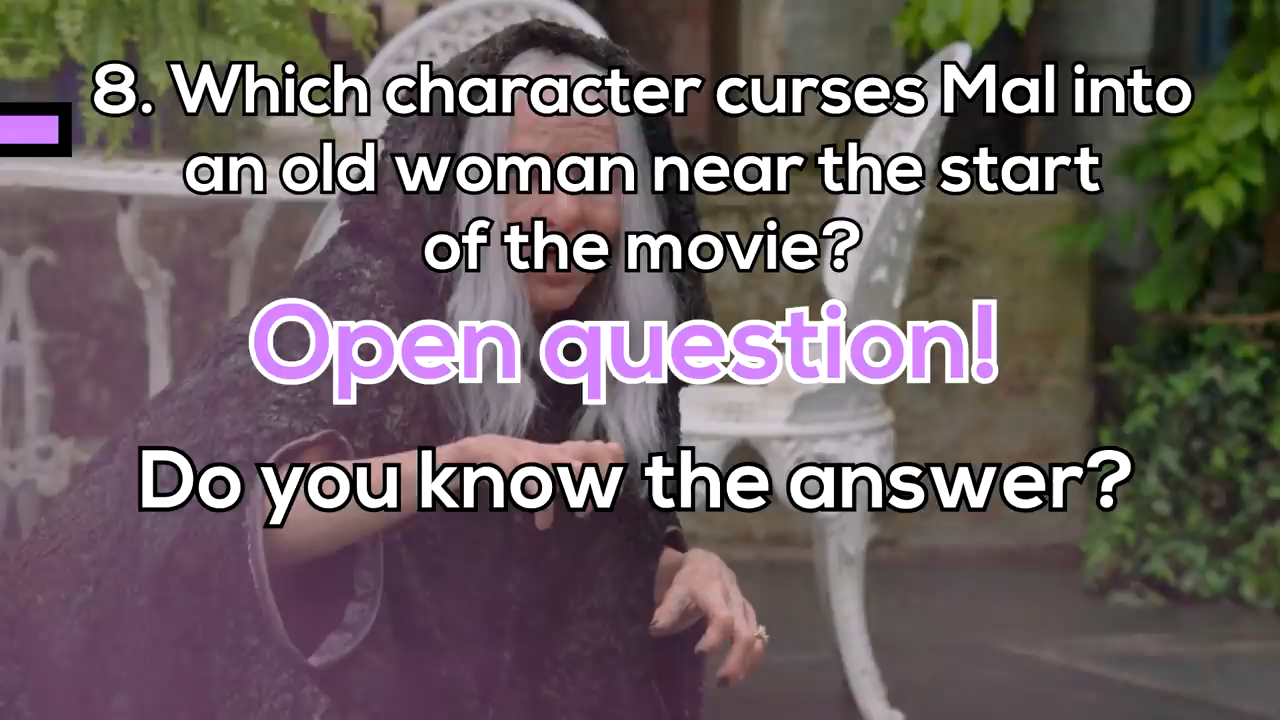 8. Which character curses Mal into
an old woman near the start
of the movie?
Open question!
Do you know the answer?